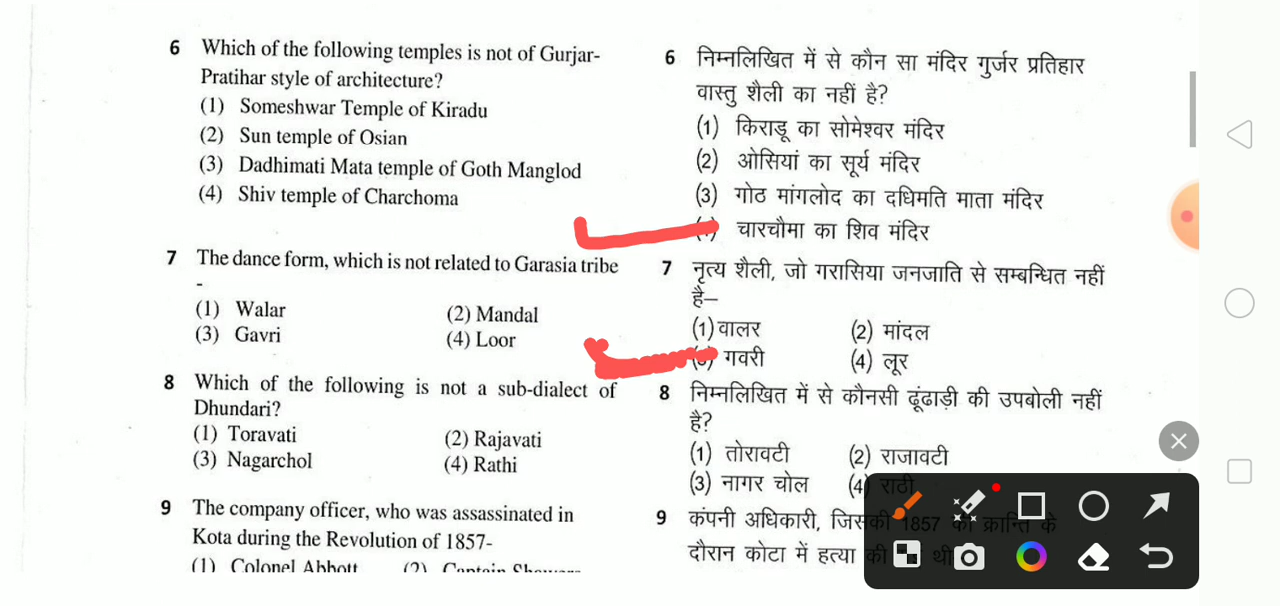 6 Which of the following temples is not of Gurjar-
Pratihar style of architecture?
(1) Someshwar Temple of Kiradu
(2) Sun temple of Osian
(3) Dadhimati Mata temple of Goth Manglod
(4) Shiv temple of Charchoma
7 The dance form, which is not related to Garasia tribe
-
(1) Walar (2) Mandal
(3) Gavri (4) Loor
8 Which of the following is not a sub-dialect of
Dhundari?
(1) Toravati (2) Rajavati
(3) Nagarchol (4) Rathi
9 The company officer, who was assassinated in
Kota during the Revolution of 1857-
(1) Colonel Abbott (2) Captain
6 निम्नलिखित में से कौन सा मंदिर गुर्जर प्रतिहार
वास्तु शैली का नहीं है?
(1) किराडू का सोमेश्वर मंदिर
(2) ओसियां का सूर्य मंदिर
(3) गोठ मांगलोद का दधिमति माता मंदिर
चारचौमा का शिव मंदिर
7 नृत्य शैली, जो गरासिया जनजाति से सम्बन्धित नहीं
है–
(1) वालर (2) मांदल
गवरी (4) लूर
8 निम्नलिखित में से कौनसी ढूंढाड़ी की उपबोली नहीं
है?
(1) तोरावटी (2) राजावटी
(3) नागर चोल (4) राठी
9 कंपनी अधिकारी, जिसकी 1857 की क्रान्ति के
दौरान कोटा में हत्या की थी